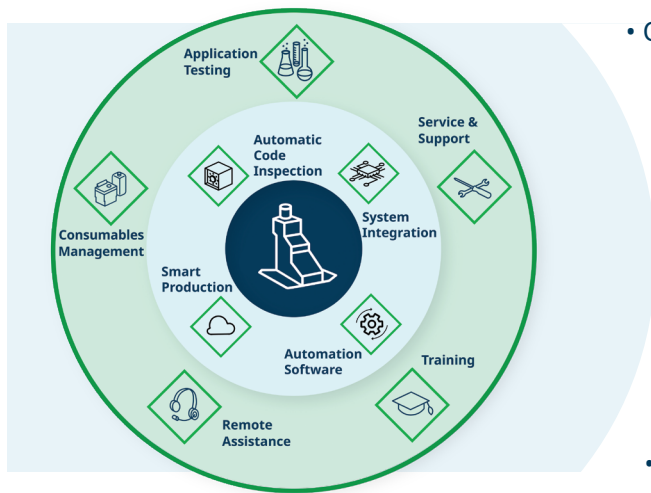 Application
Testing
Service &
Support
Automatic
Code
Inspection
System
Integration
Consumables
Management
Smart
Production
Automation
Software
Training
Remote
Assistance